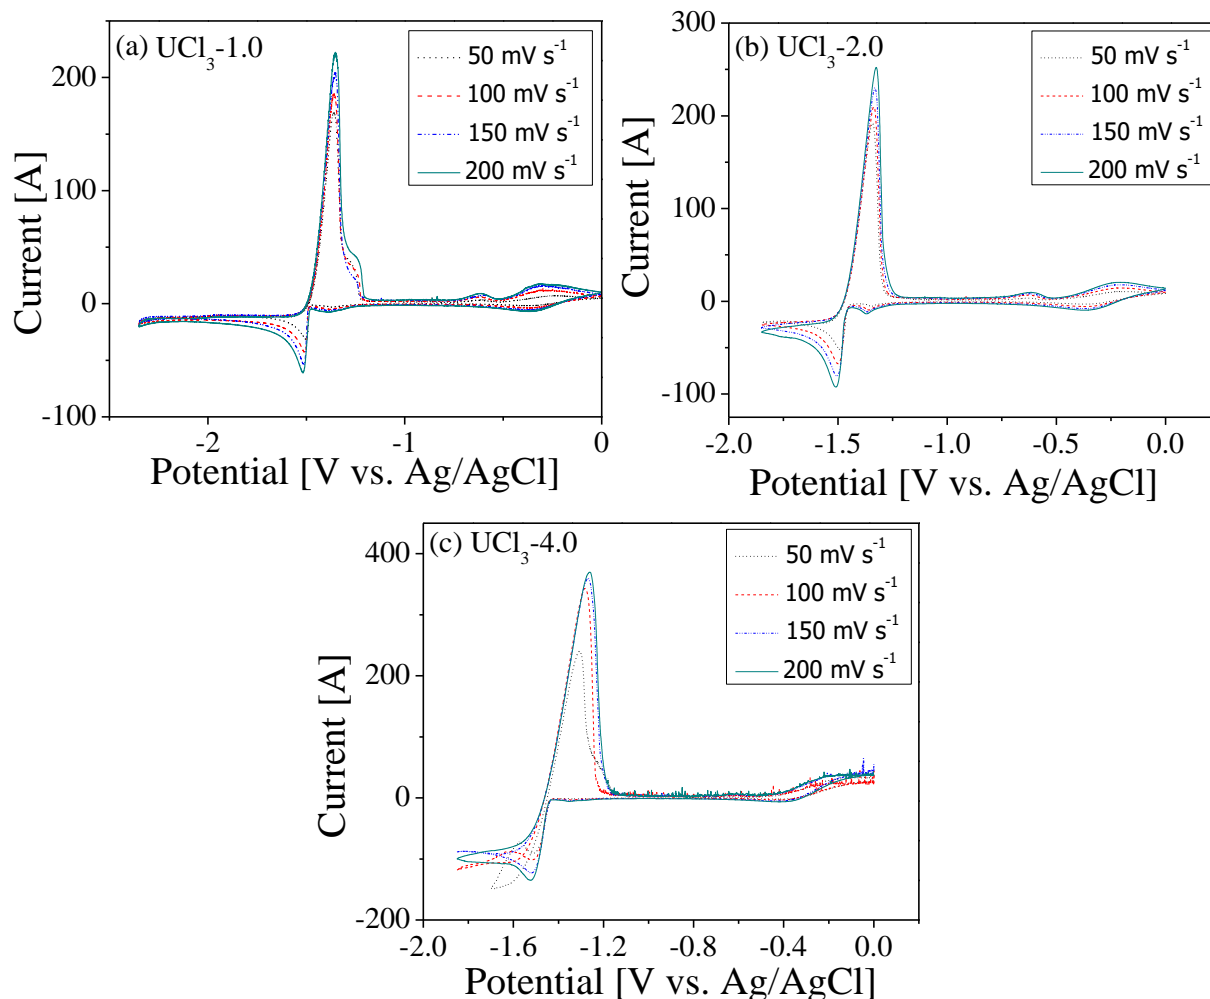 (a) UCl₃-1.0
50 mV s⁻¹
100 mV s⁻¹
150 mV s⁻¹
200 mV s⁻¹
200
100
0
-100
Current [A]
-2
-1
0
Potential [V vs. Ag/AgCl]
(b) UCl₃-2.0
50 mV s⁻¹
100 mV s⁻¹
150 mV s⁻¹
200 mV s⁻¹
300
200
100
0
-100
Current [A]
-2.0
-1.5
-1.0
-0.5
0.0
Potential [V vs. Ag/AgCl]
(c) UCl₃-4.0
50 mV s⁻¹
100 mV s⁻¹
150 mV s⁻¹
200 mV s⁻¹
400
200
0
-200
Current [A]
-2.0
-1.6
-1.2
-0.8
-0.4
0.0
Potential [V vs. Ag/AgCl]